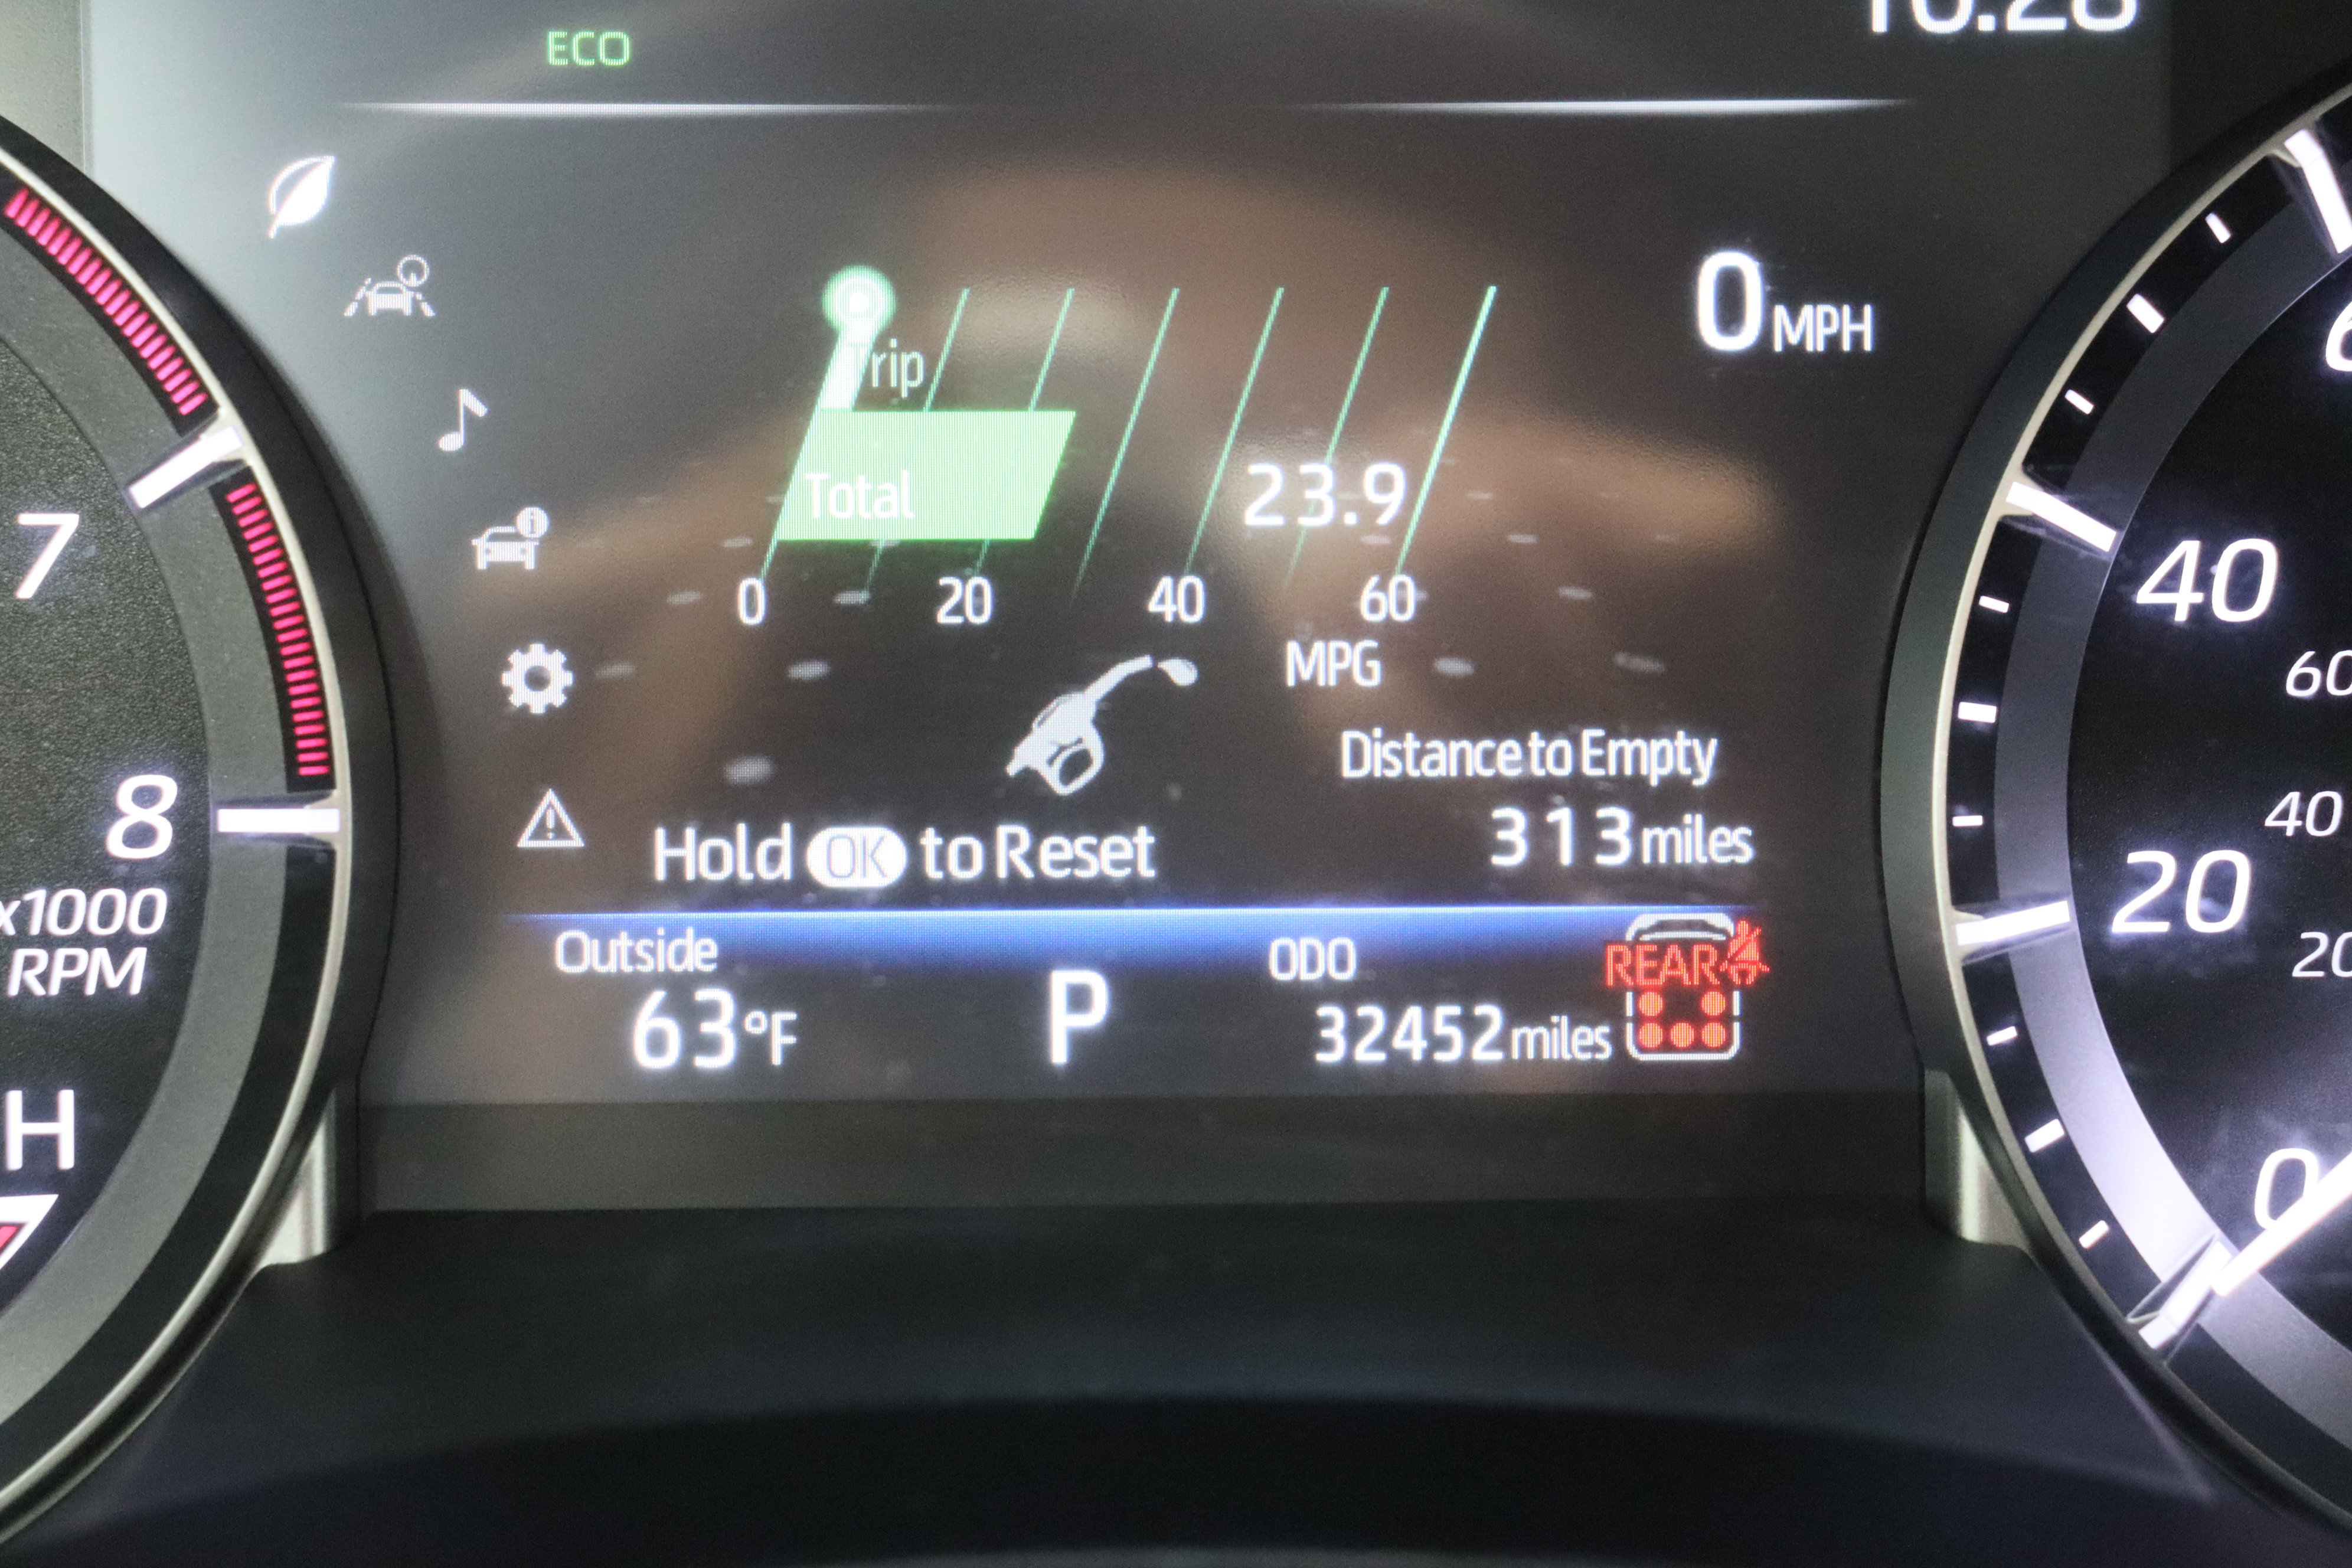 ECO
0 MPH
Trip
Total 23.9
0 20 40 60
MPG
Distance to Empty
313 miles
Hold OK to Reset
Outside
63°F
P
ODO
32452 miles
REAR
7
8
x1000
RPM
H
40
60
40
20
20
0